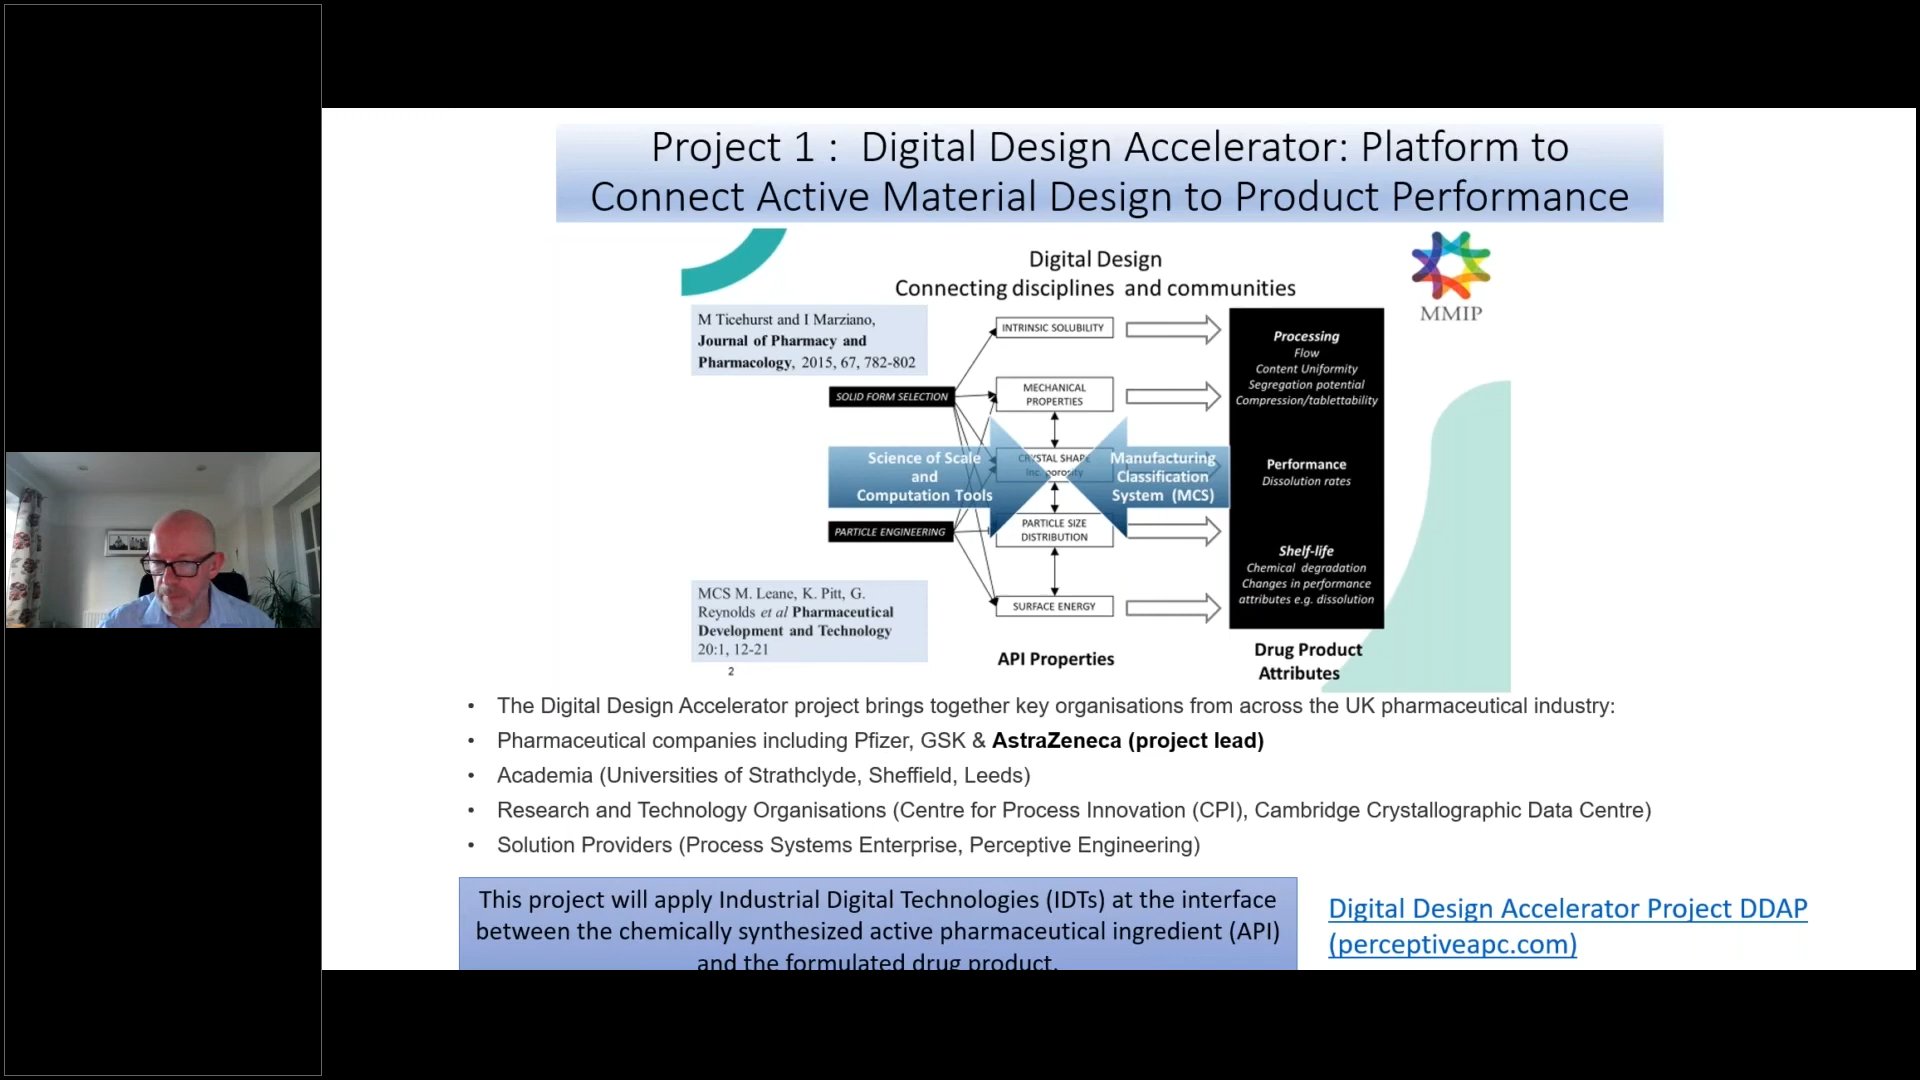 Project 1 :  Digital Design Accelerator: Platform to
Connect Active Material Design to Product Performance
Digital Design
Connecting disciplines and communities
MMIP
M Ticehurst and I Marziano,
Journal of Pharmacy and
Pharmacology, 2015, 67, 782-802
SOLID FORM SELECTION
Science of Scale
and
Computation Tools
PARTICLE ENGINEERING
MCS M. Leane, K. Pitt, G.
Reynolds et al Pharmaceutical
Development and Technology
20:1, 12-21
2
INTRINSIC SOLUBILITY
MECHANICAL
PROPERTIES
CRYSTAL SHAPE
Inc. porosity
PARTICLE SIZE
DISTRIBUTION
SURFACE ENERGY
API Properties
Manufacturing
Classification
System (MCS)
Processing
Flow
Content Uniformity
Segregation potential
Compression/tablettability
Performance
Dissolution rates
Shelf-life
Chemical degradation
Changes in performance
attributes e.g. dissolution
Drug Product
Attributes
• The Digital Design Accelerator project brings together key organisations from across the UK pharmaceutical industry:
• Pharmaceutical companies including Pfizer, GSK & AstraZeneca (project lead)
• Academia (Universities of Strathclyde, Sheffield, Leeds)
• Research and Technology Organisations (Centre for Process Innovation (CPI), Cambridge Crystallographic Data Centre)
• Solution Providers (Process Systems Enterprise, Perceptive Engineering)
This project will apply Industrial Digital Technologies (IDTs) at the interface
between the chemically synthesized active pharmaceutical ingredient (API)
and the formulated drug product.
Digital Design Accelerator Project DDAP
(perceptiveapc.com)